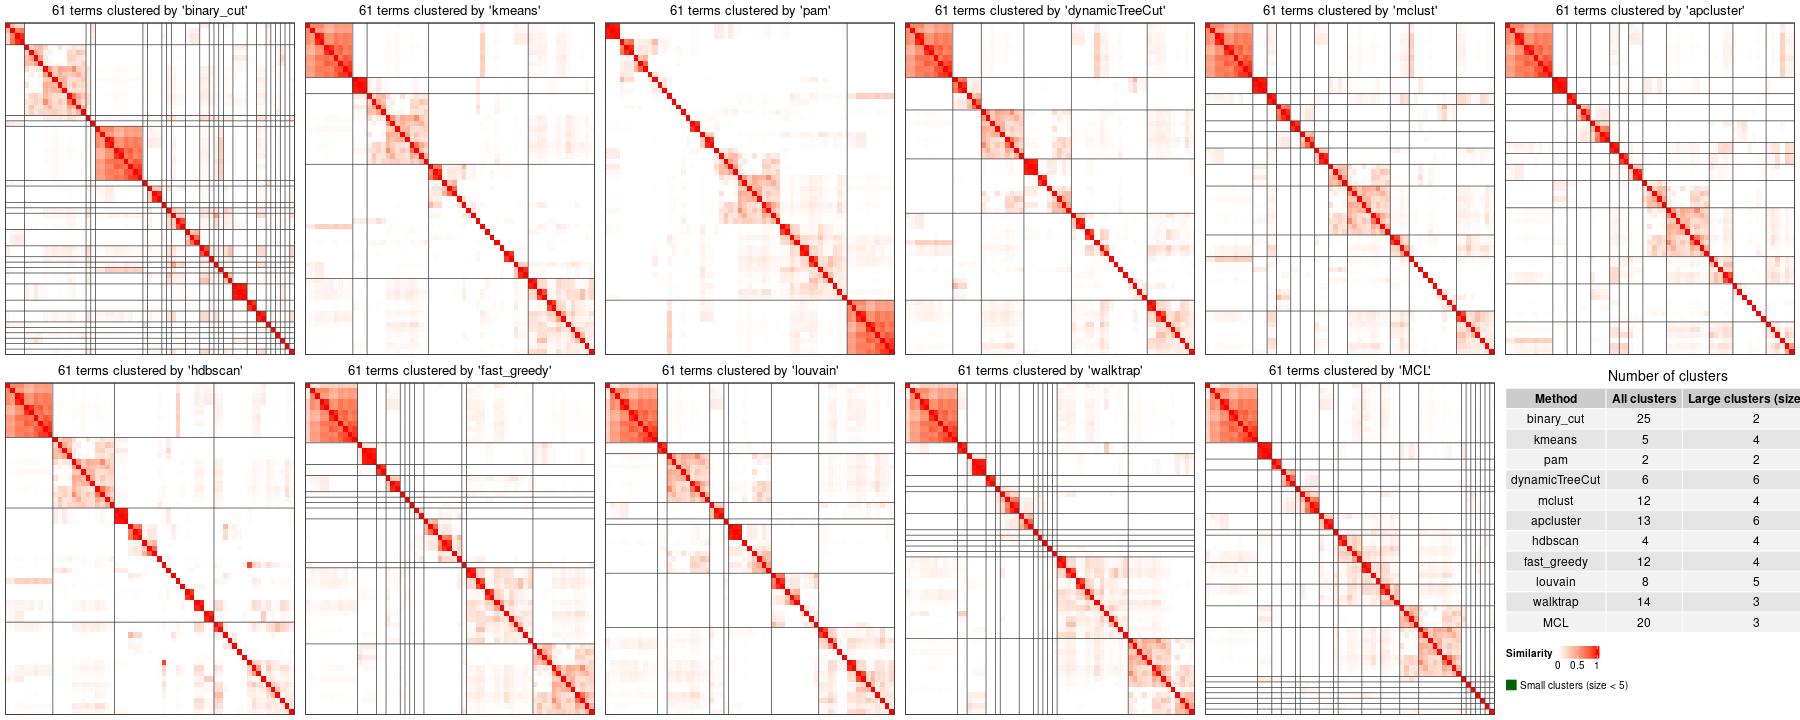 61 terms clustered by 'binary_cut'
61 terms clustered by 'kmeans'
61 terms clustered by 'pam'
61 terms clustered by 'dynamicTreeCut'
61 terms clustered by 'mclust'
61 terms clustered by 'apcluster'
61 terms clustered by 'hdbscan'
61 terms clustered by 'fast_greedy'
61 terms clustered by 'louvain'
61 terms clustered by 'walktrap'
61 terms clustered by 'MCL'
Number of clusters
Method All clusters Large clusters (size
binary_cut 25 2
kmeans 5 4
pam 2 2
dynamicTreeCut 6 6
mclust 12 4
apcluster 13 6
hdbscan 4 4
fast_greedy 12 4
louvain 8 5
walktrap 14 3
MCL 20 3
Similarity
0 0.5 1
Small clusters (size < 5)